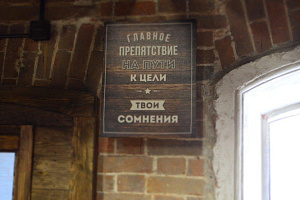 ГЛАВНОЕ
ПРЕПЯТСТВИЕ
НА ПУТИ
К ЦЕЛИ
ТВОИ
СОМНЕНИЯ